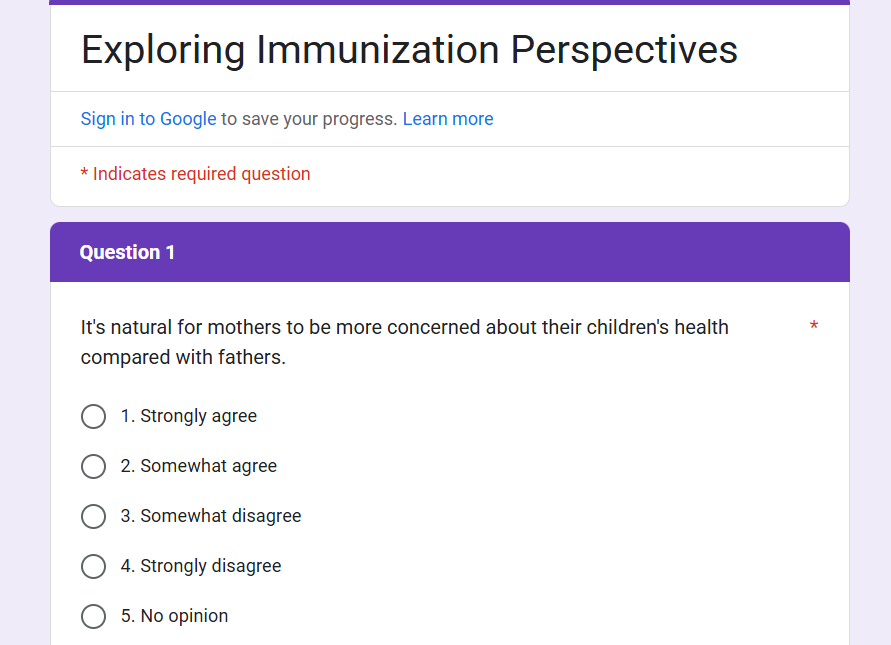 Exploring Immunization Perspectives
Sign in to Google to save your progress. Learn more
* Indicates required question
Question 1
It's natural for mothers to be more concerned about their children's health *
compared with fathers.
1. Strongly agree
2. Somewhat agree
3. Somewhat disagree
4. Strongly disagree
5. No opinion